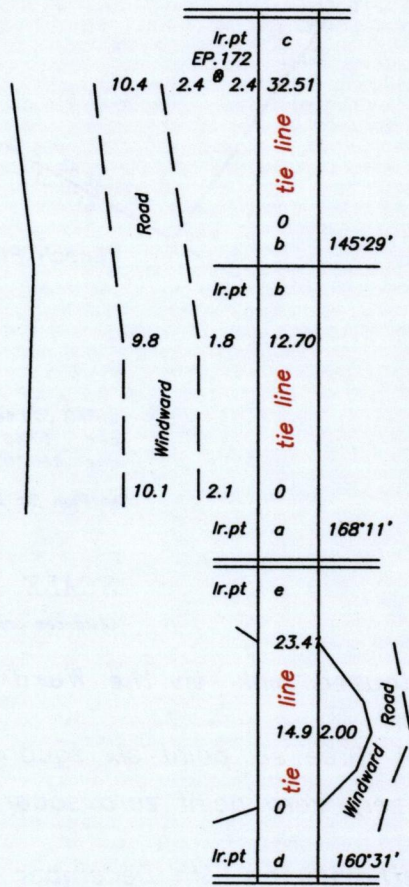 Ir.pt c
EP.172
10.4 2.4 2.4 32.51
tie line
Road
0
b 145°29'
Ir.pt b
9.8 1.8 12.70
tie line
Windward
10.1 2.1 0
Ir.pt a 168°11'
Ir.pt e
23.41
tie line
14.9 2.00
Windward Road
0
Ir.pt d 160°31'